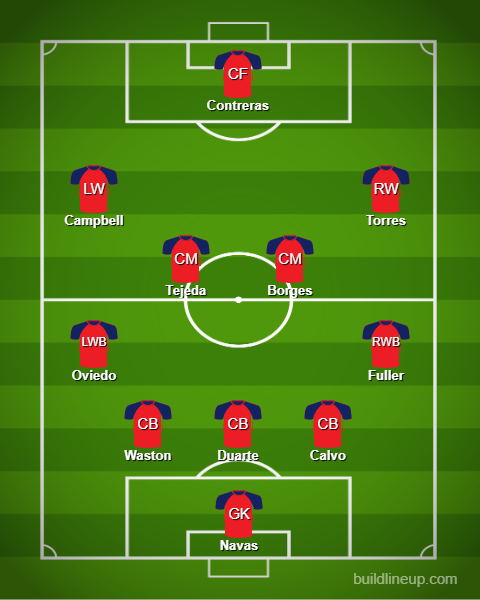 CF
Contreras
LW
Campbell
RW
Torres
CM
Tejeda
CM
Borges
LWB
Oviedo
RWB
Fuller
CB
Waston
CB
Duarte
CB
Calvo
GK
Navas
buildlineup.com